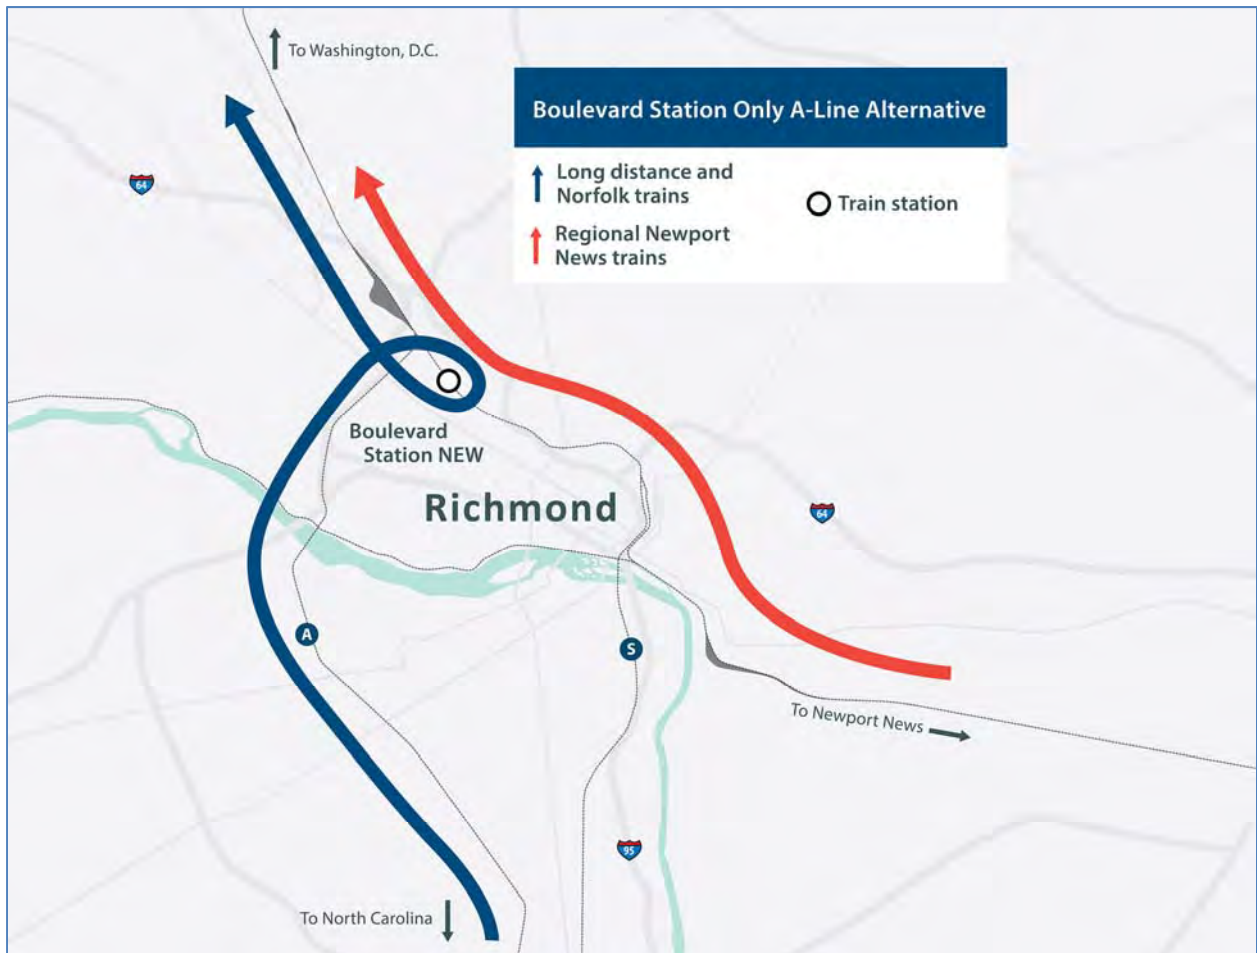 To Washington, D.C.
Boulevard Station Only A-Line Alternative
Long distance and
Norfolk trains
Train station
Regional Newport
News trains
64
Boulevard
Station NEW
Richmond
64
A
S
To Newport News
95
To North Carolina